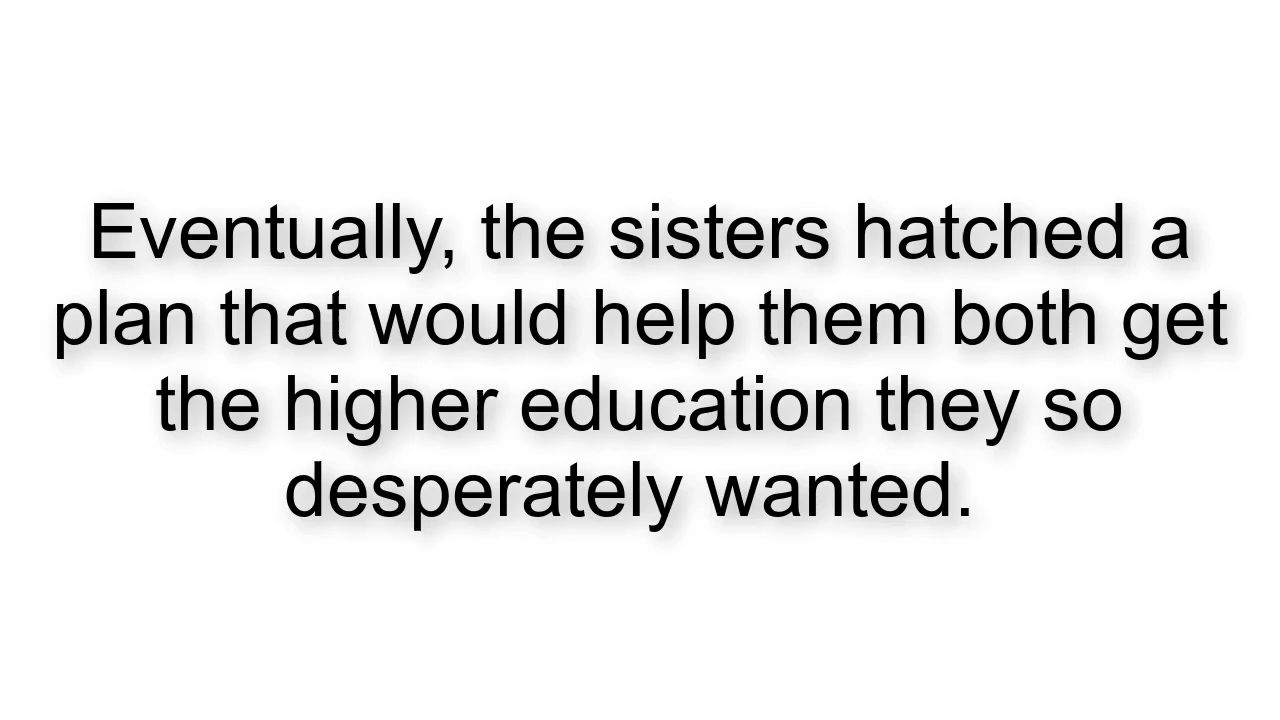 Eventually, the sisters hatched a
plan that would help them both get
the higher education they so
desperately wanted.